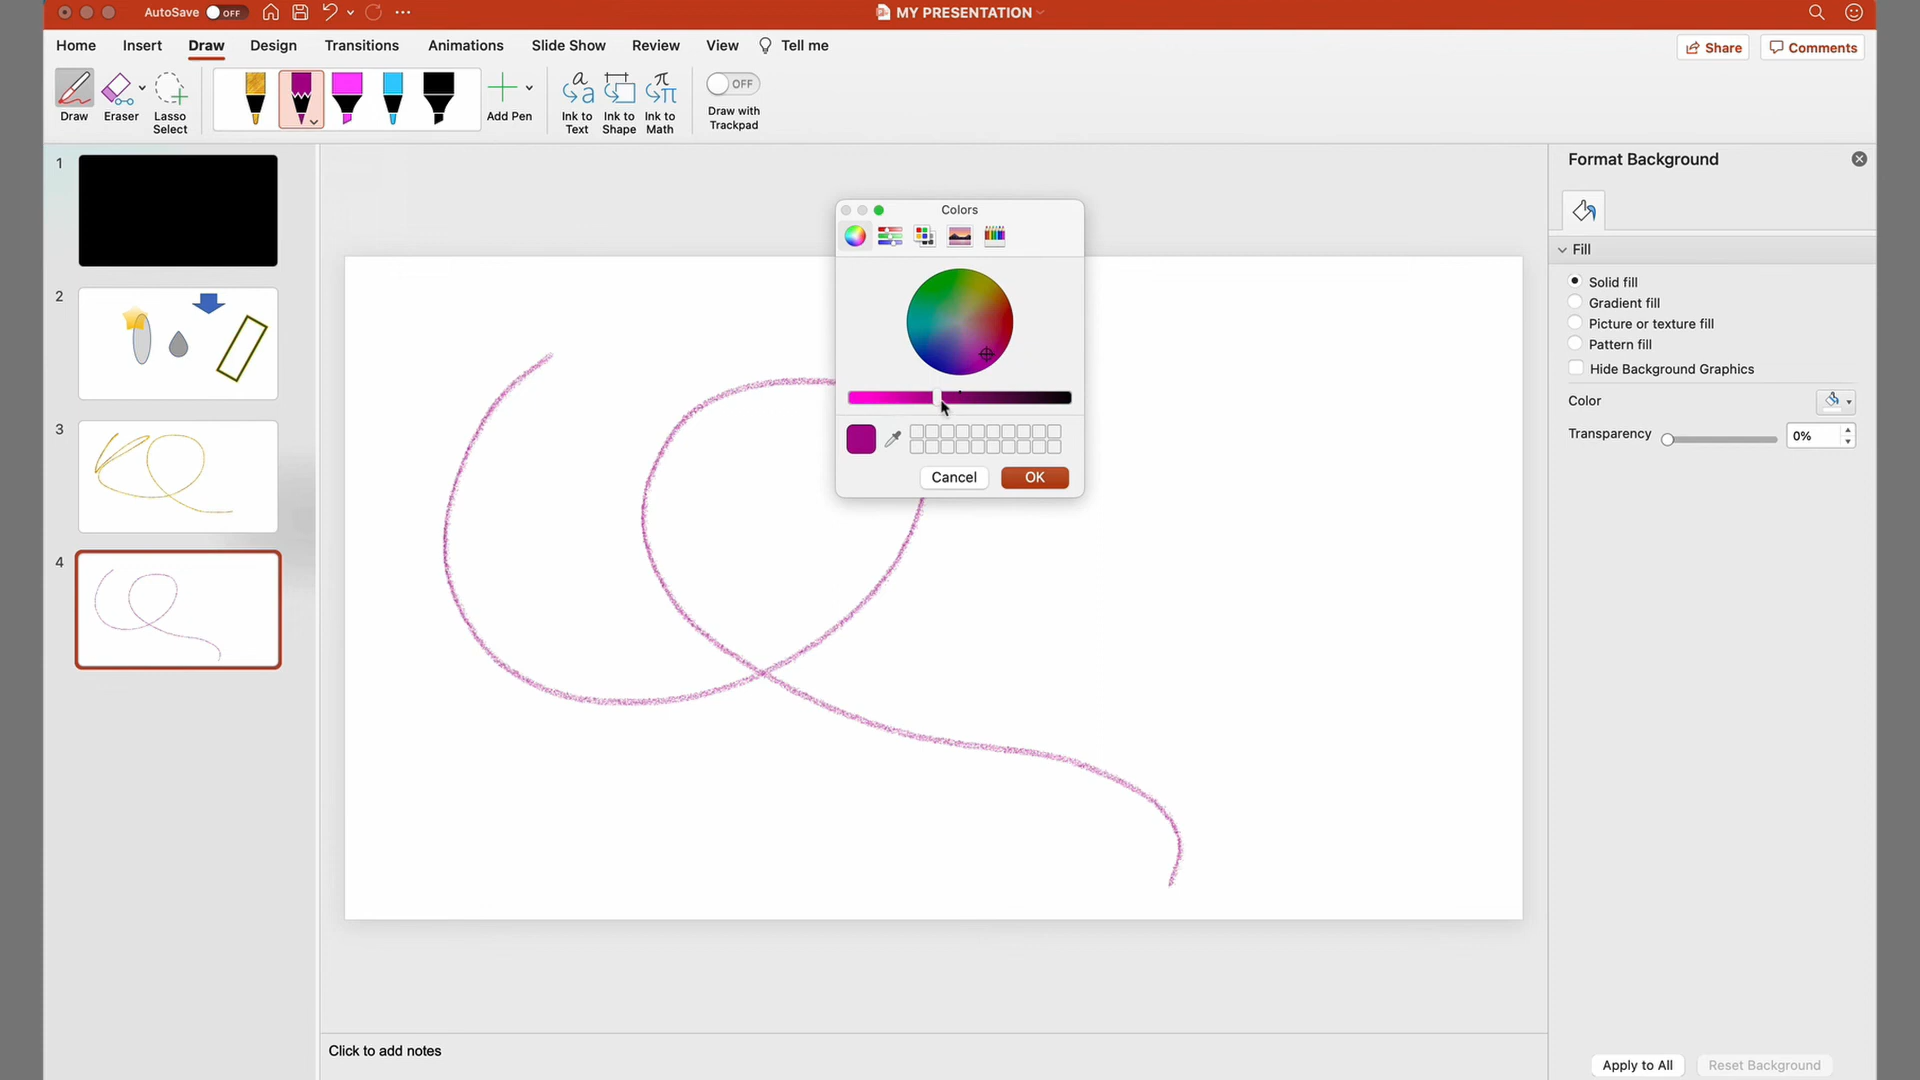 AutoSave OFF
MY PRESENTATION
Home Insert Draw Design Transitions Animations Slide Show Review View Tell me
Share Comments
Draw
Eraser
Lasso
Select
Add Pen
a
a
Ink to
Text
Ink to
Shape
π
π
Ink to
Math
OFF
Draw with
Trackpad
1
2
3
4
Colors
Cancel OK
Format Background
Fill
Solid fill
Gradient fill
Picture or texture fill
Pattern fill
Hide Background Graphics
Color
Transparency 0%
Click to add notes
Apply to All Reset Background